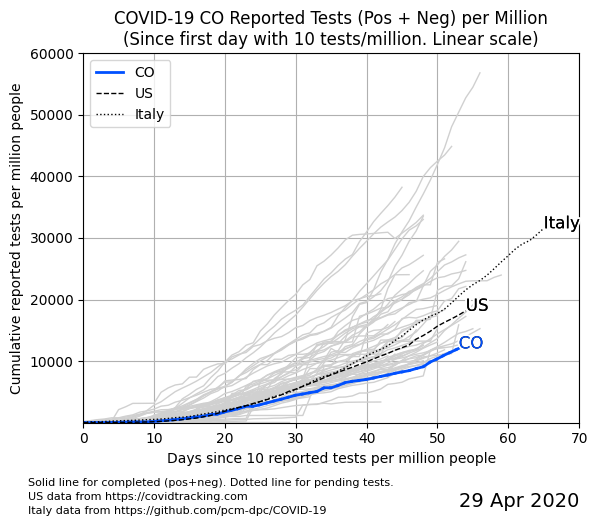 COVID-19 CO Reported Tests (Pos + Neg) per Million
(Since first day with 10 tests/million. Linear scale)
Cumulative reported tests per million people
60000
50000
40000
30000
20000
10000
CO
US
Italy
Italy
US
CO
0 10 20 30 40 50 60 70
Days since 10 reported tests per million people
Solid line for completed (pos+neg). Dotted line for pending tests.
US data from https://covidtracking.com
Italy data from https://github.com/pcm-dpc/COVID-19
29 Apr 2020